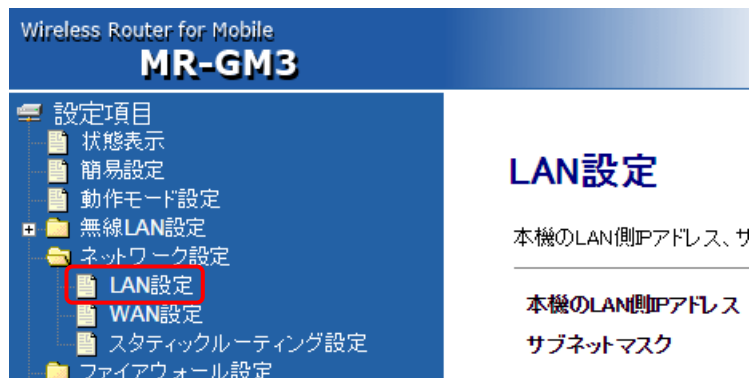 Wireless Router for Mobile
MR-GM3
設定項目
状態表示
簡易設定
動作モード設定
無線LAN設定
ネットワーク設定
LAN設定
WAN設定
スタティックルーティング設定
ファイアウォール設定
LAN設定
本機のLAN側IPアドレス、サ
本機のLAN側IPアドレス
サブネットマスク